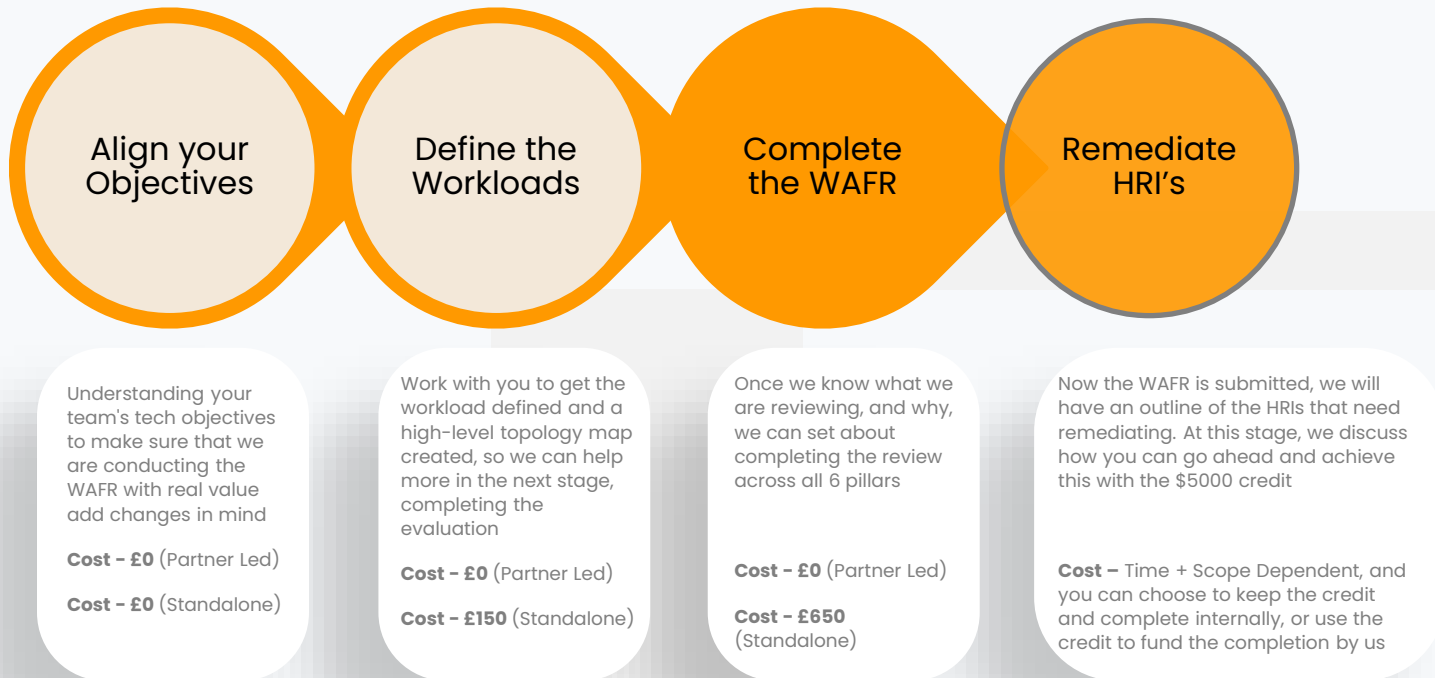 Align your
Objectives
Define the
Workloads
Complete
the WAFR
Remediate
HRI’s
Understanding your
team's tech objectives
to make sure that we
are conducting the
WAFR with real value
add changes in mind
Cost - £0 (Partner Led)
Cost - £0 (Standalone)
Work with you to get the
workload defined and a
high-level topology map
created, so we can help
more in the next stage,
completing the
evaluation
Cost - £0 (Partner Led)
Cost - £150 (Standalone)
Once we know what we
are reviewing, and why,
we can set about
completing the review
across all 6 pillars
Cost - £0 (Partner Led)
Cost - £650
(Standalone)
Now the WAFR is submitted, we will
have an outline of the HRIs that need
remediating. At this stage, we discuss
how you can go ahead and achieve
this with the $5000 credit
Cost – Time + Scope Dependent, and
you can choose to keep the credit
and complete internally, or use the
credit to fund the completion by us